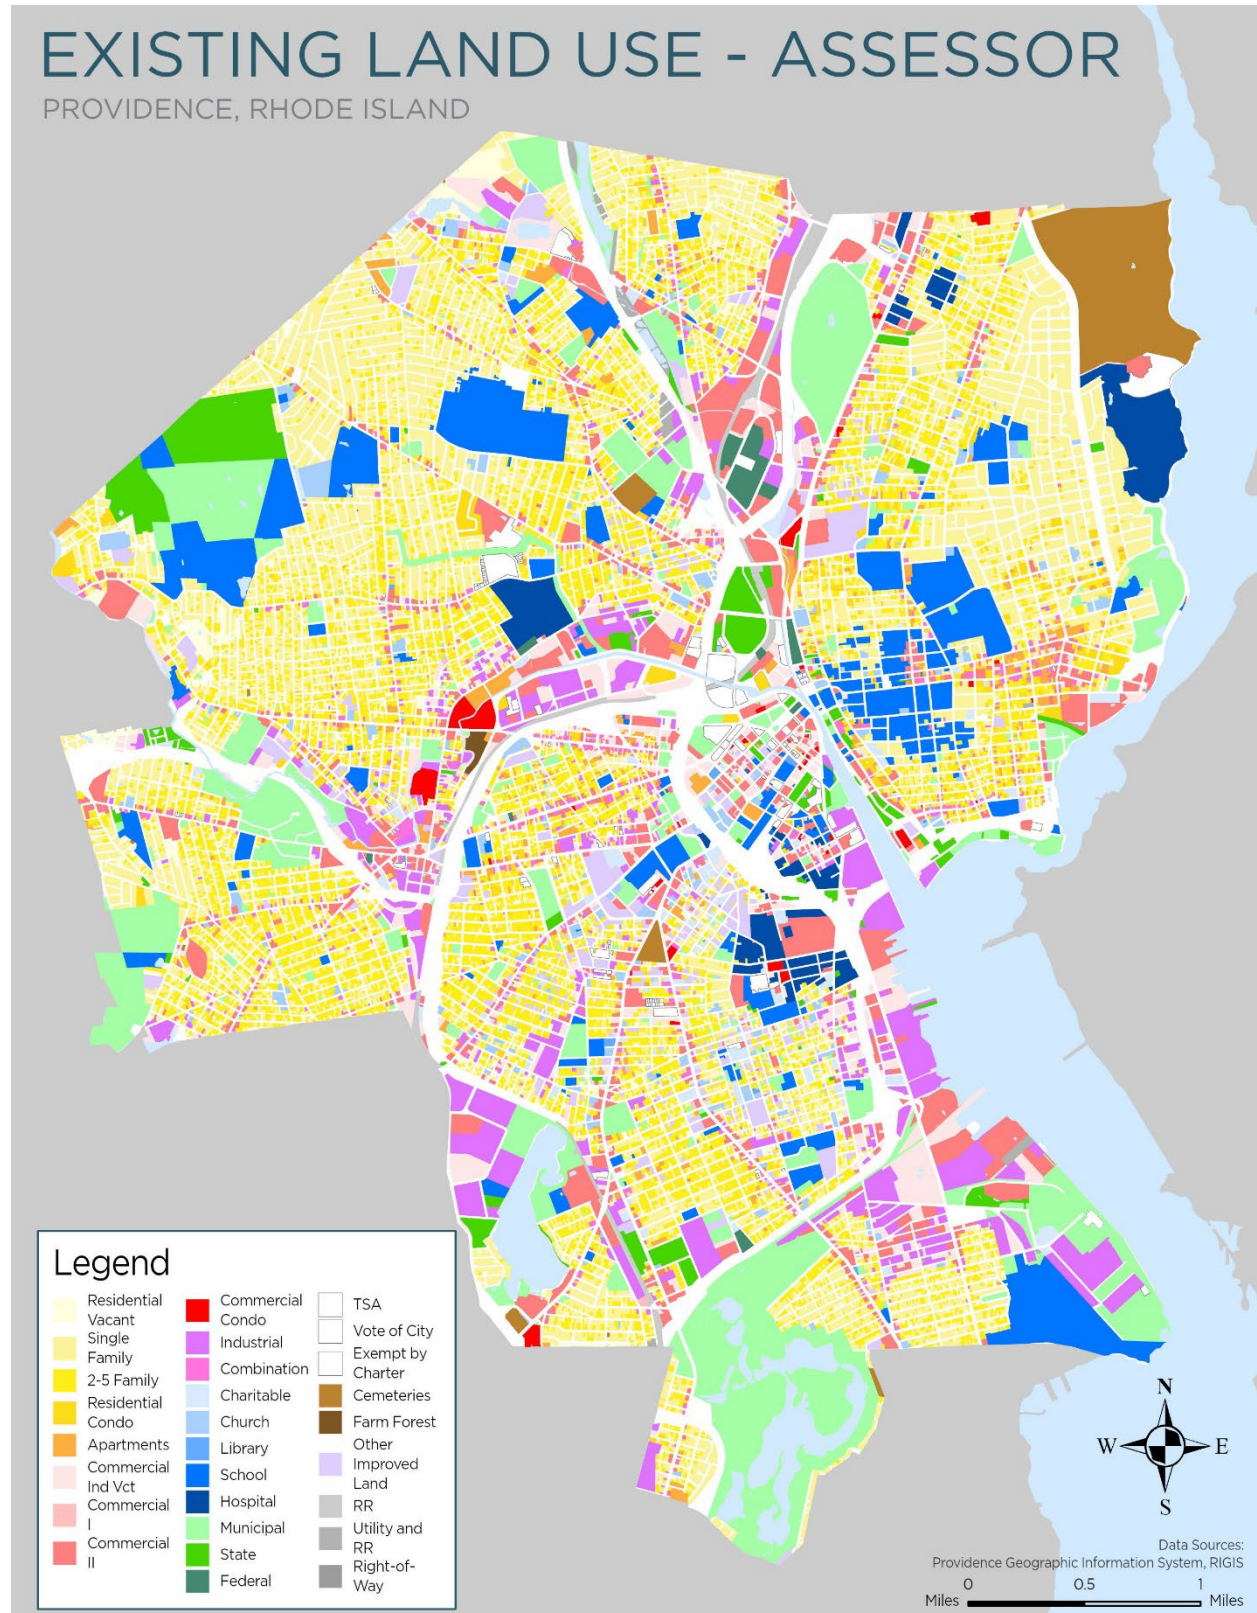 EXISTING LAND USE - ASSESSOR
PROVIDENCE, RHODE ISLAND
Legend
Residential
Vacant
Single
Family
2-5 Family
Residential
Condo
Apartments
Commercial
Ind Vct
Commercial
I
Commercial
II
Commercial
Condo
Industrial
Combination
Charitable
Church
Library
School
Hospital
Municipal
State
Federal
TSA
Vote of City
Exempt by
Charter
Cemeteries
Farm Forest
Other
Improved
Land
RR
Utility and
RR
Right-of-
Way
N
W
E
S
Data Sources:
Providence Geographic Information System, RIGIS
0 0.5 1
Miles Miles